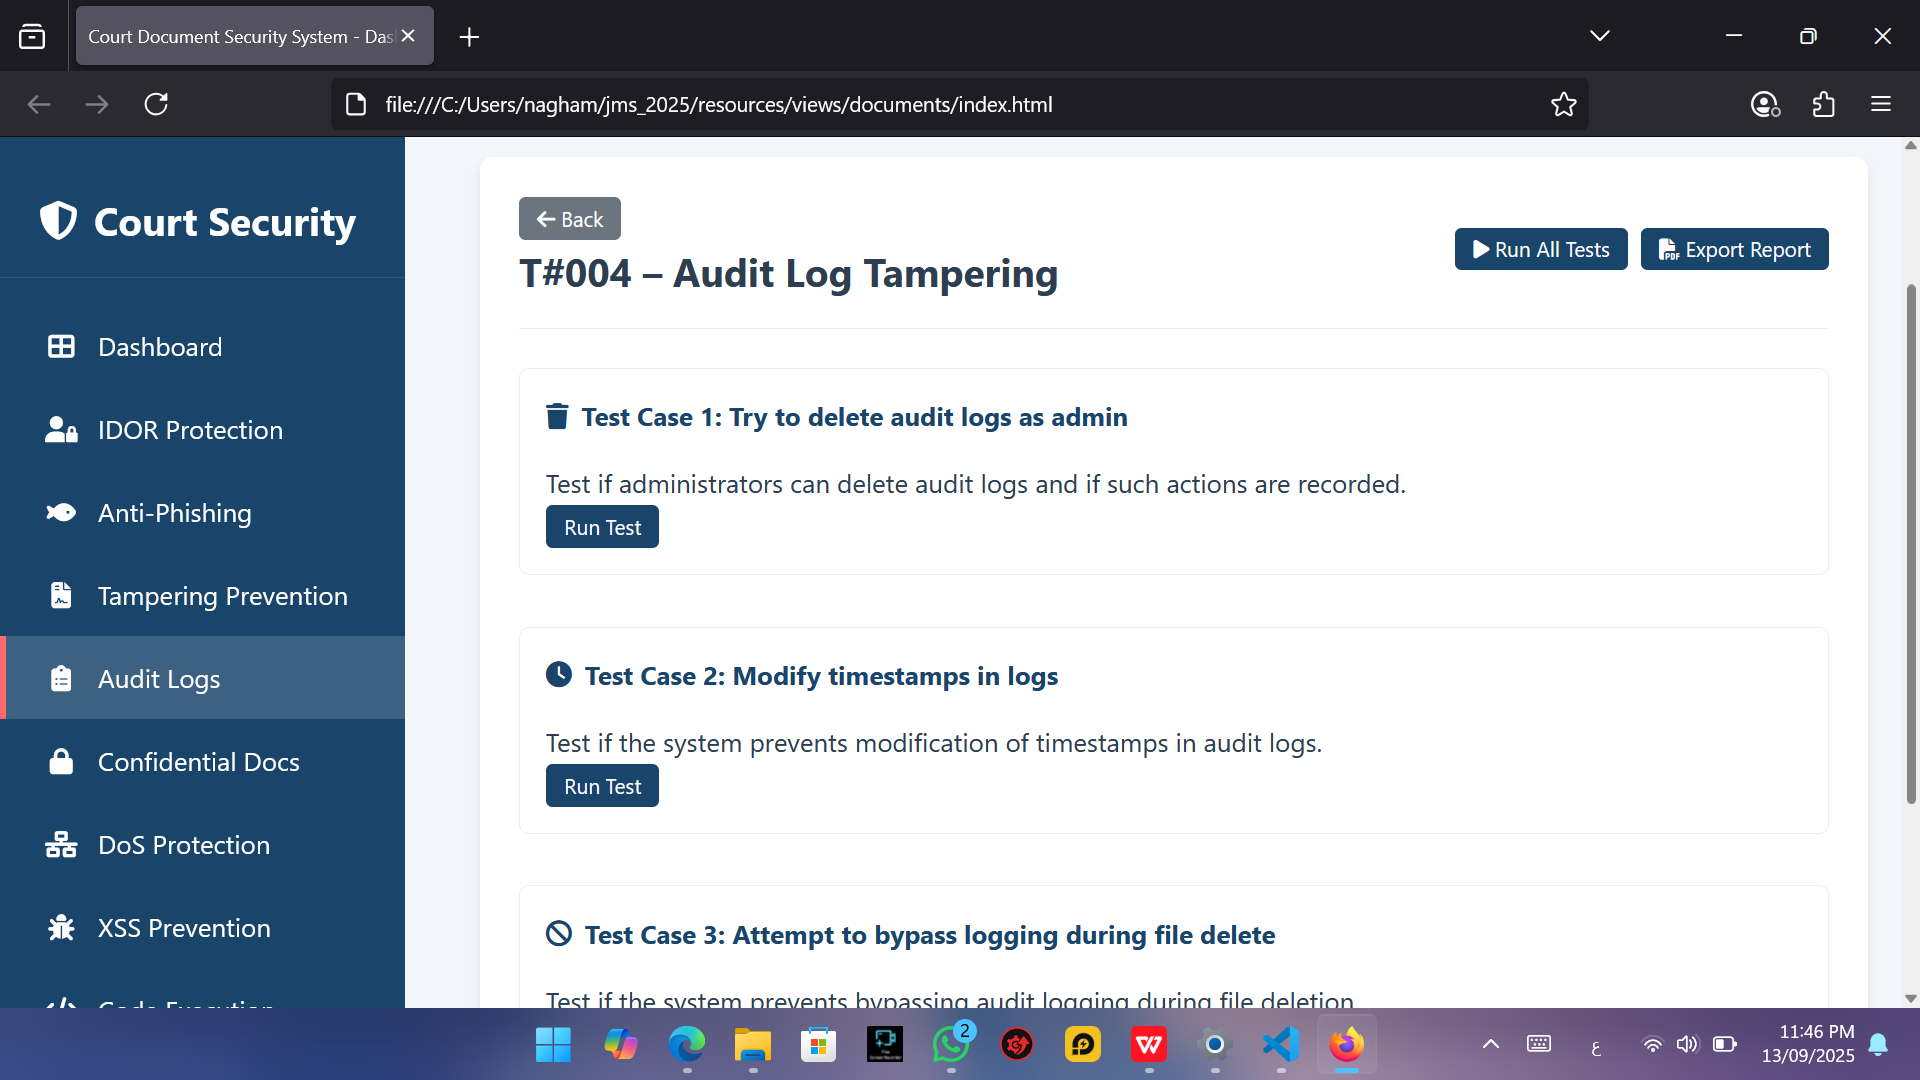 Court Document Security System - Das
file:///C:/Users/nagham/jms_2025/resources/views/documents/index.html
Court Security
Dashboard
IDOR Protection
Anti-Phishing
Tampering Prevention
Audit Logs
Confidential Docs
DoS Protection
XSS Prevention
Code Execution
Back
T#004 – Audit Log Tampering
Run All Tests
PDF Export Report
Test Case 1: Try to delete audit logs as admin
Test if administrators can delete audit logs and if such actions are recorded.
Run Test
Test Case 2: Modify timestamps in logs
Test if the system prevents modification of timestamps in audit logs.
Run Test
Test Case 3: Attempt to bypass logging during file delete
Test if the system prevents bypassing audit logging during file deletion.
2
ع
11:46 PM
13/09/2025